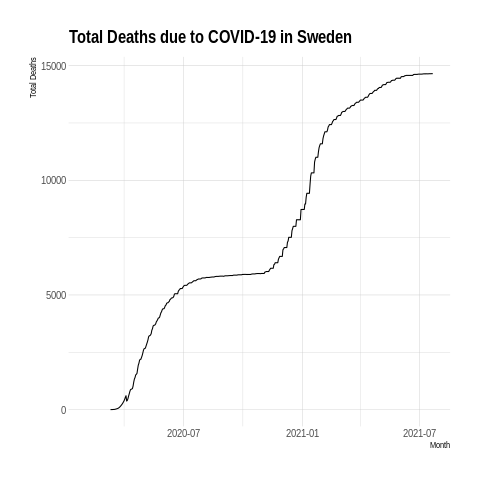 Total Deaths due to COVID-19 in Sweden
Total Deaths
15000
10000
5000
0
2020-07 2021-01 2021-07
Month